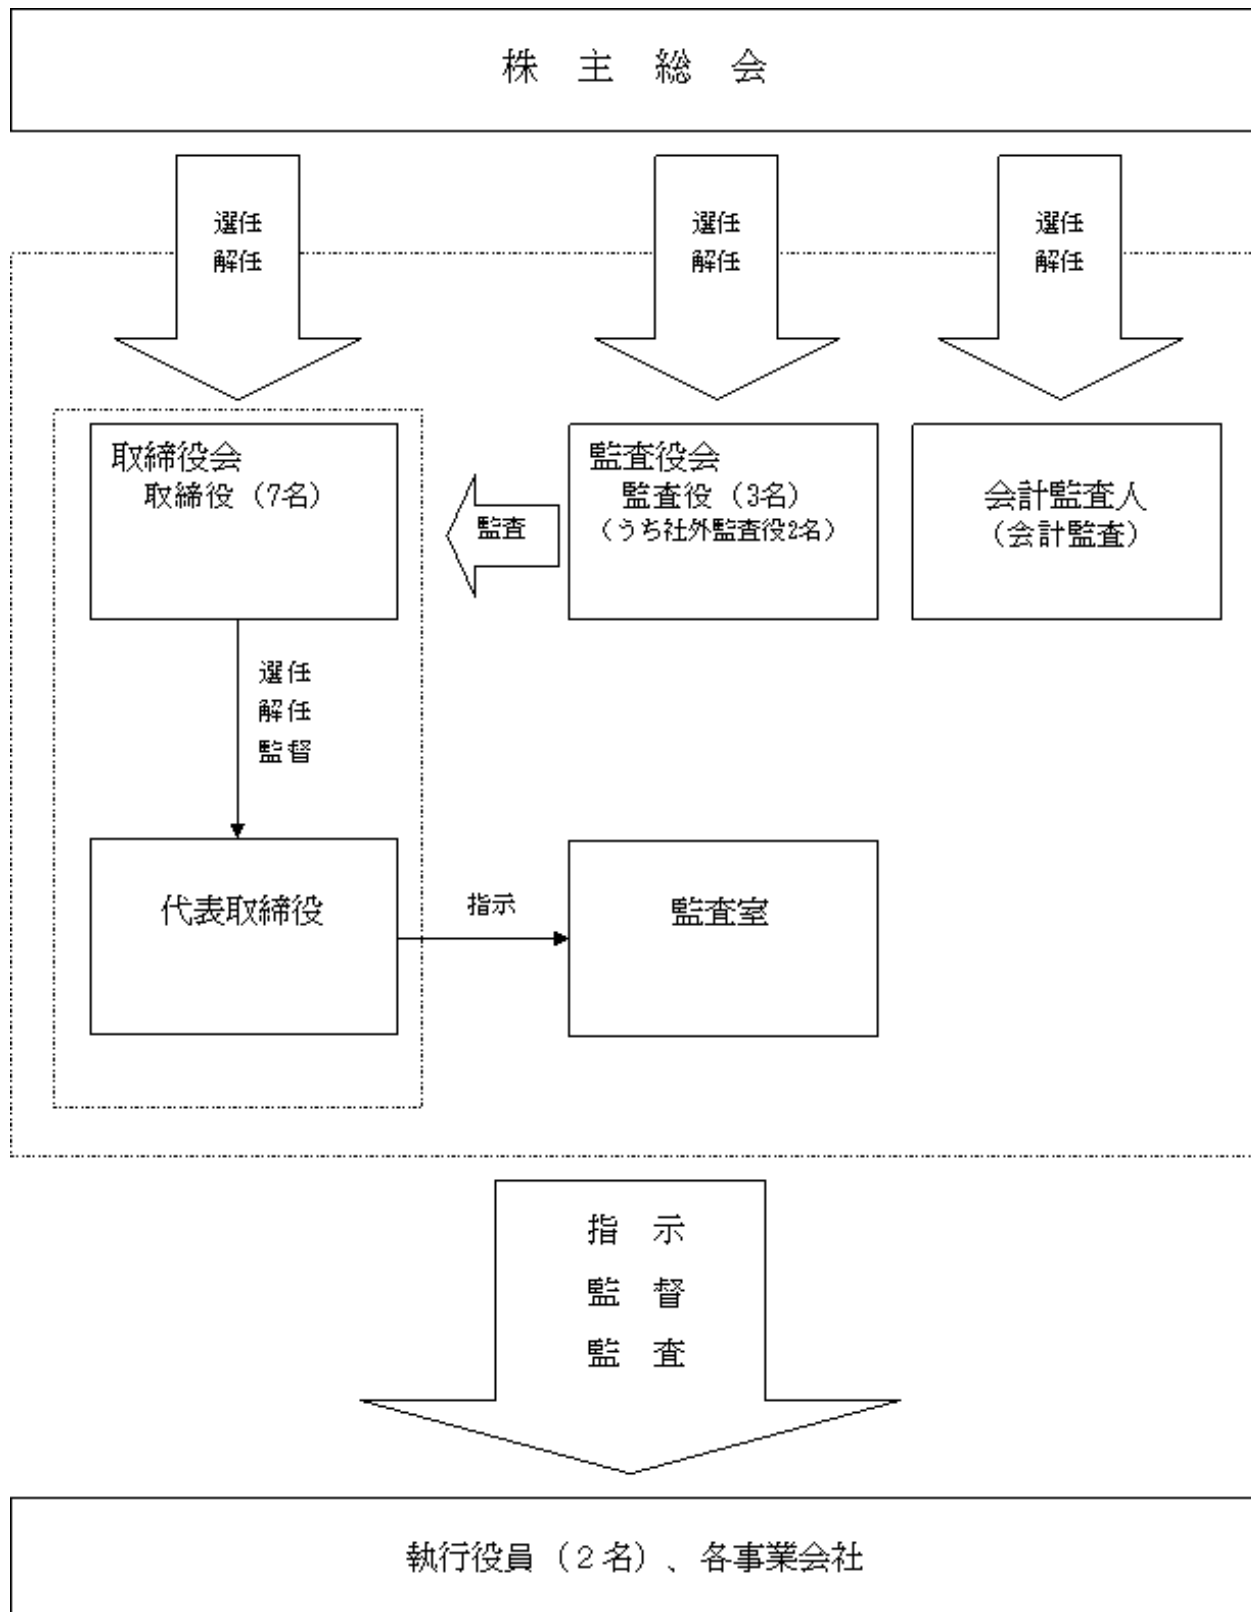 株 主 総 会
選任
解任
選任
解任
選任
解任
取締役会
取締役（7名）
監査
監査役会
監査役（3名）
（うち社外監査役2名）
会計監査人
（会計監査）
選任
解任
監督
代表取締役
指示
監査室
指 示
監 督
監 査
執行役員（２名）、各事業会社